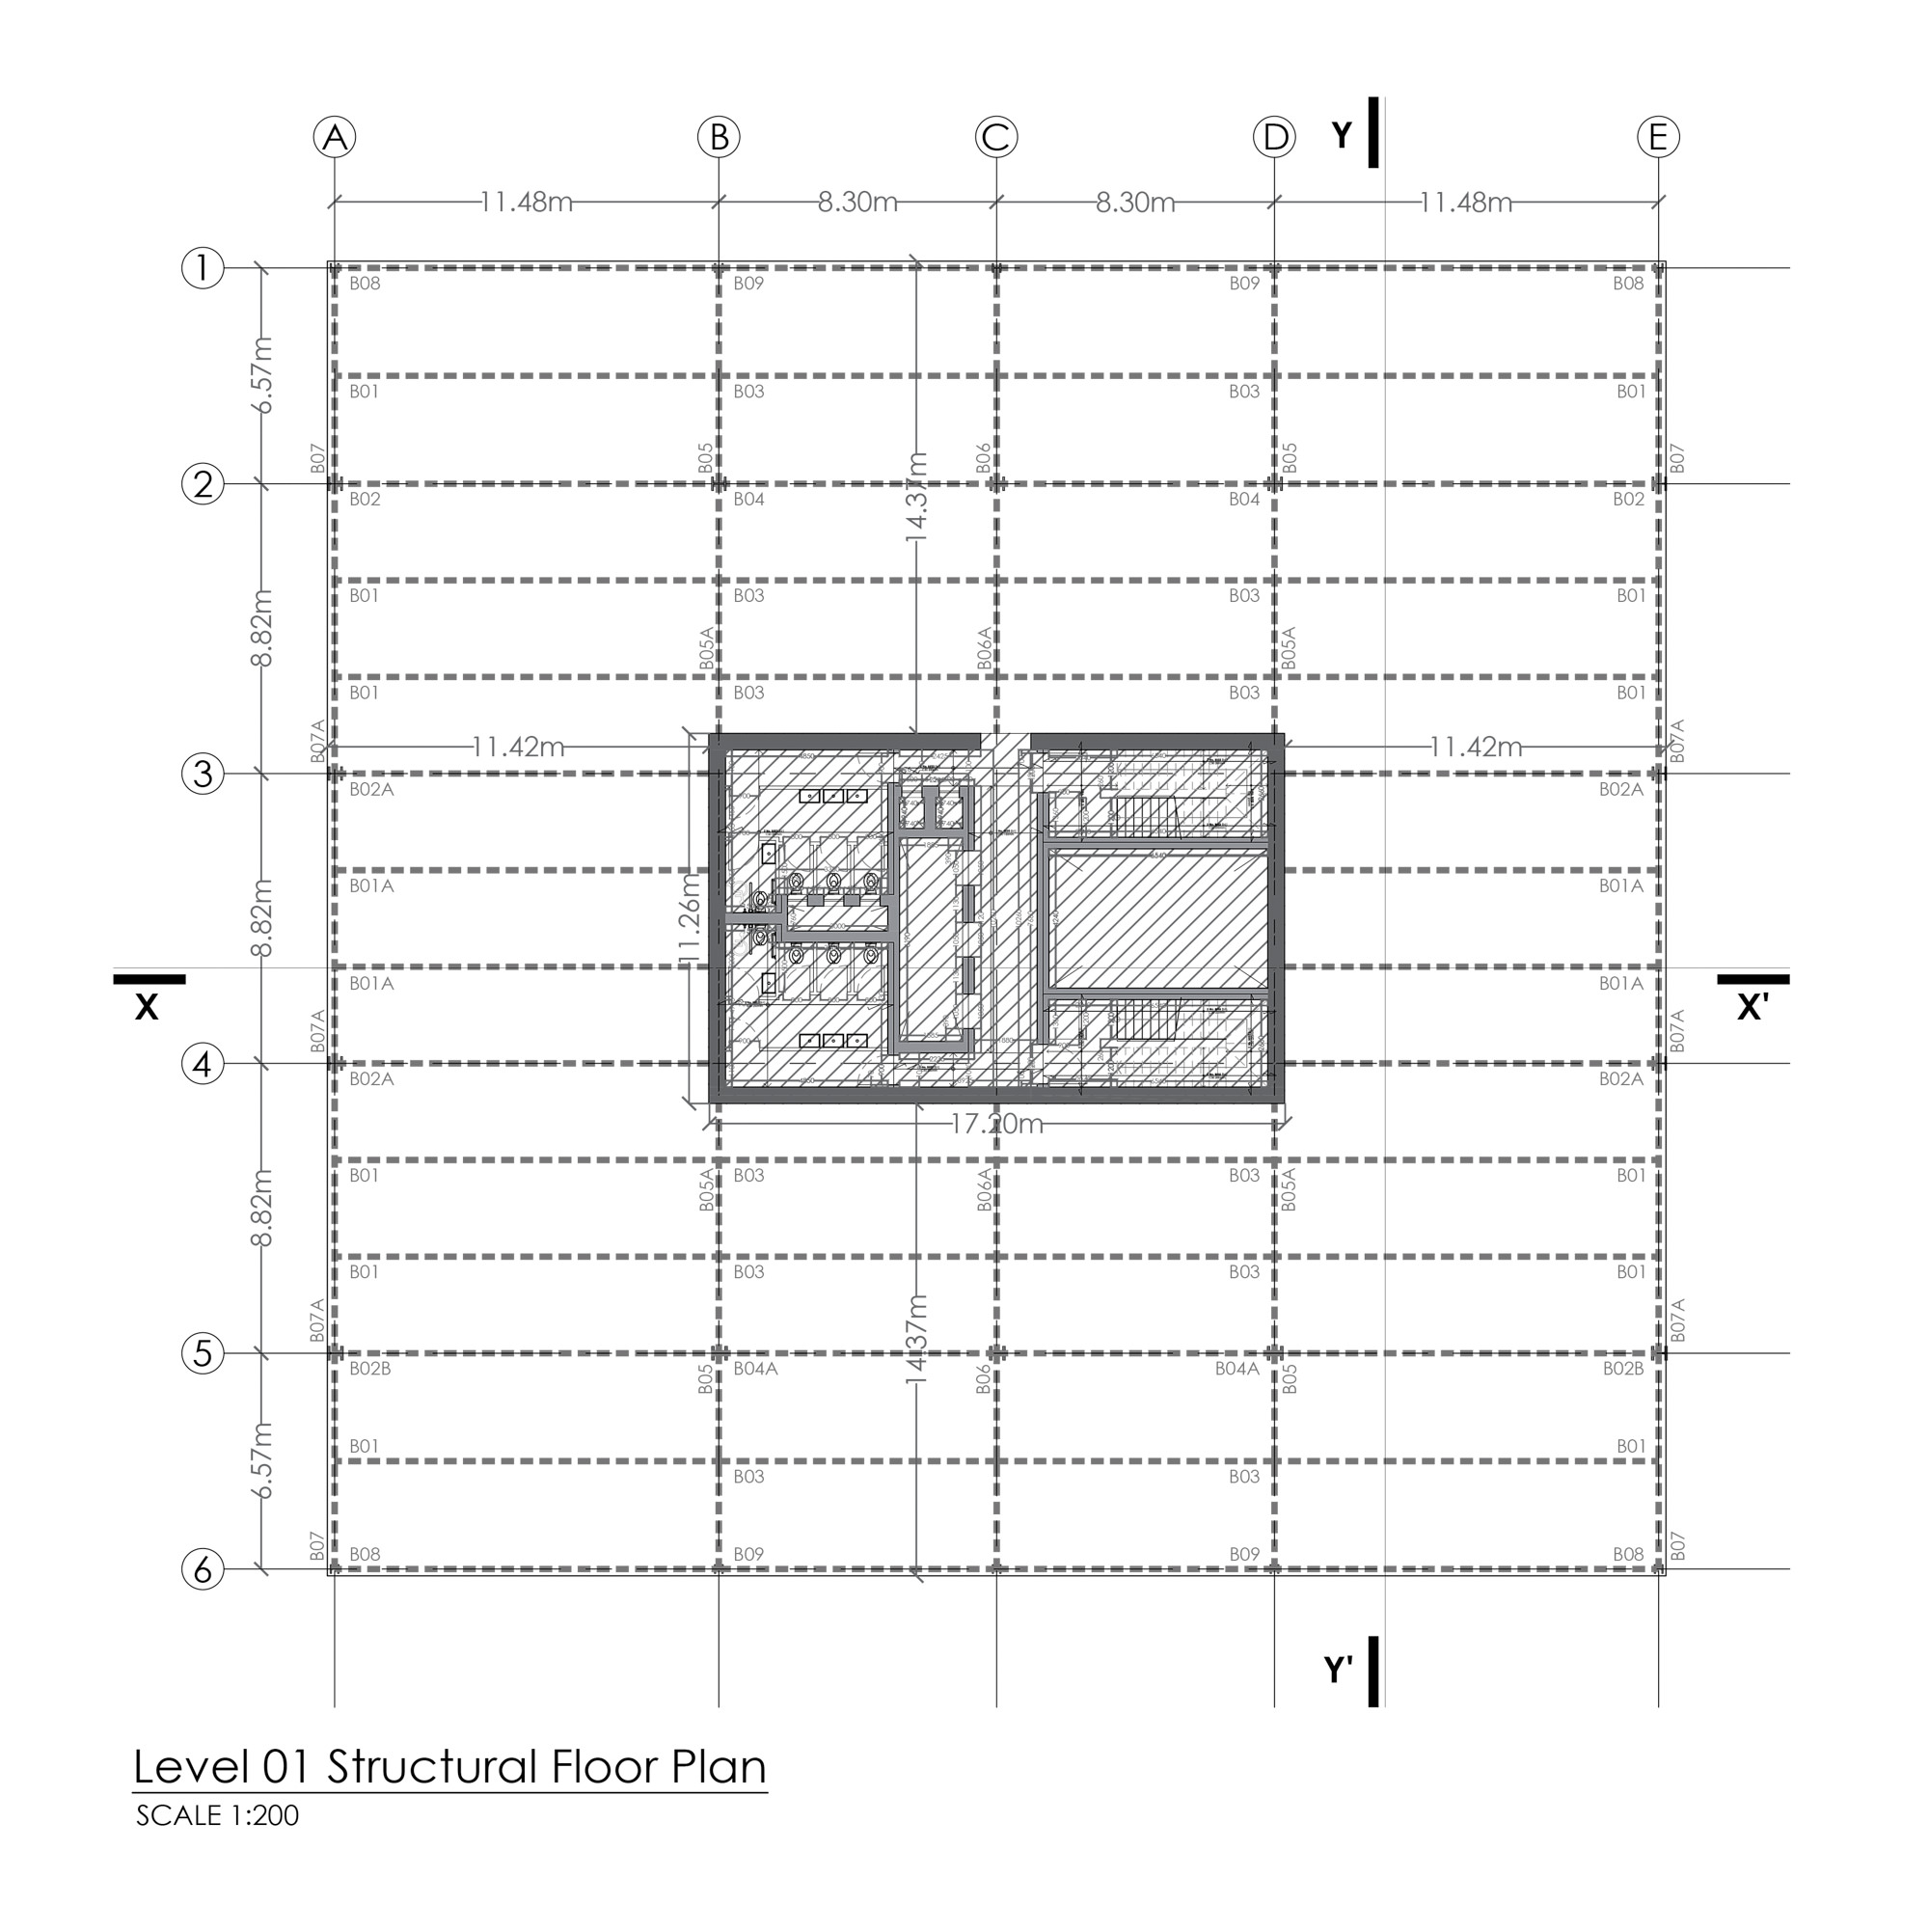 A B C D Y E
11.48m 8.30m 8.30m 11.48m
1
B08 B09 B09 B08
6.57m
B01 B03 B03 B01
B07 B05 B06 B05 B07
2
B02 B04 B04 B02
14.37m
8.82m
B01 B03 B03 B01
B05A B06A B05A
B01 B03 B03 B01
B07A 11.42m 11.42m B07A
3
B02A B02A
B01A B01A
8.82m
11.26m
B01A B01A
X X'
B07A B07A
4
B02A B02A
17.20m
B01 B03 B03 B01
B05A B06A B05A
8.82m
B01 B03 B03 B01
B07A 14.37m B07A
5
B02B B04A B04A B02B
B05 B06 B05
B01 B01
6.57m
B03 B03
B07 B08 B09 B09 B08 B07
6
Y'
Level 01 Structural Floor Plan
SCALE 1:200